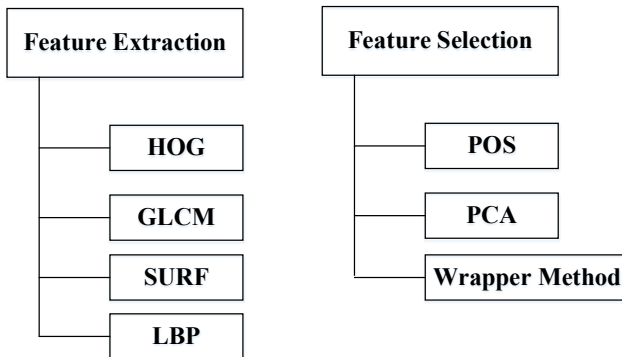 Feature Extraction
HOG
GLCM
SURF
LBP
Feature Selection
POS
PCA
Wrapper Method